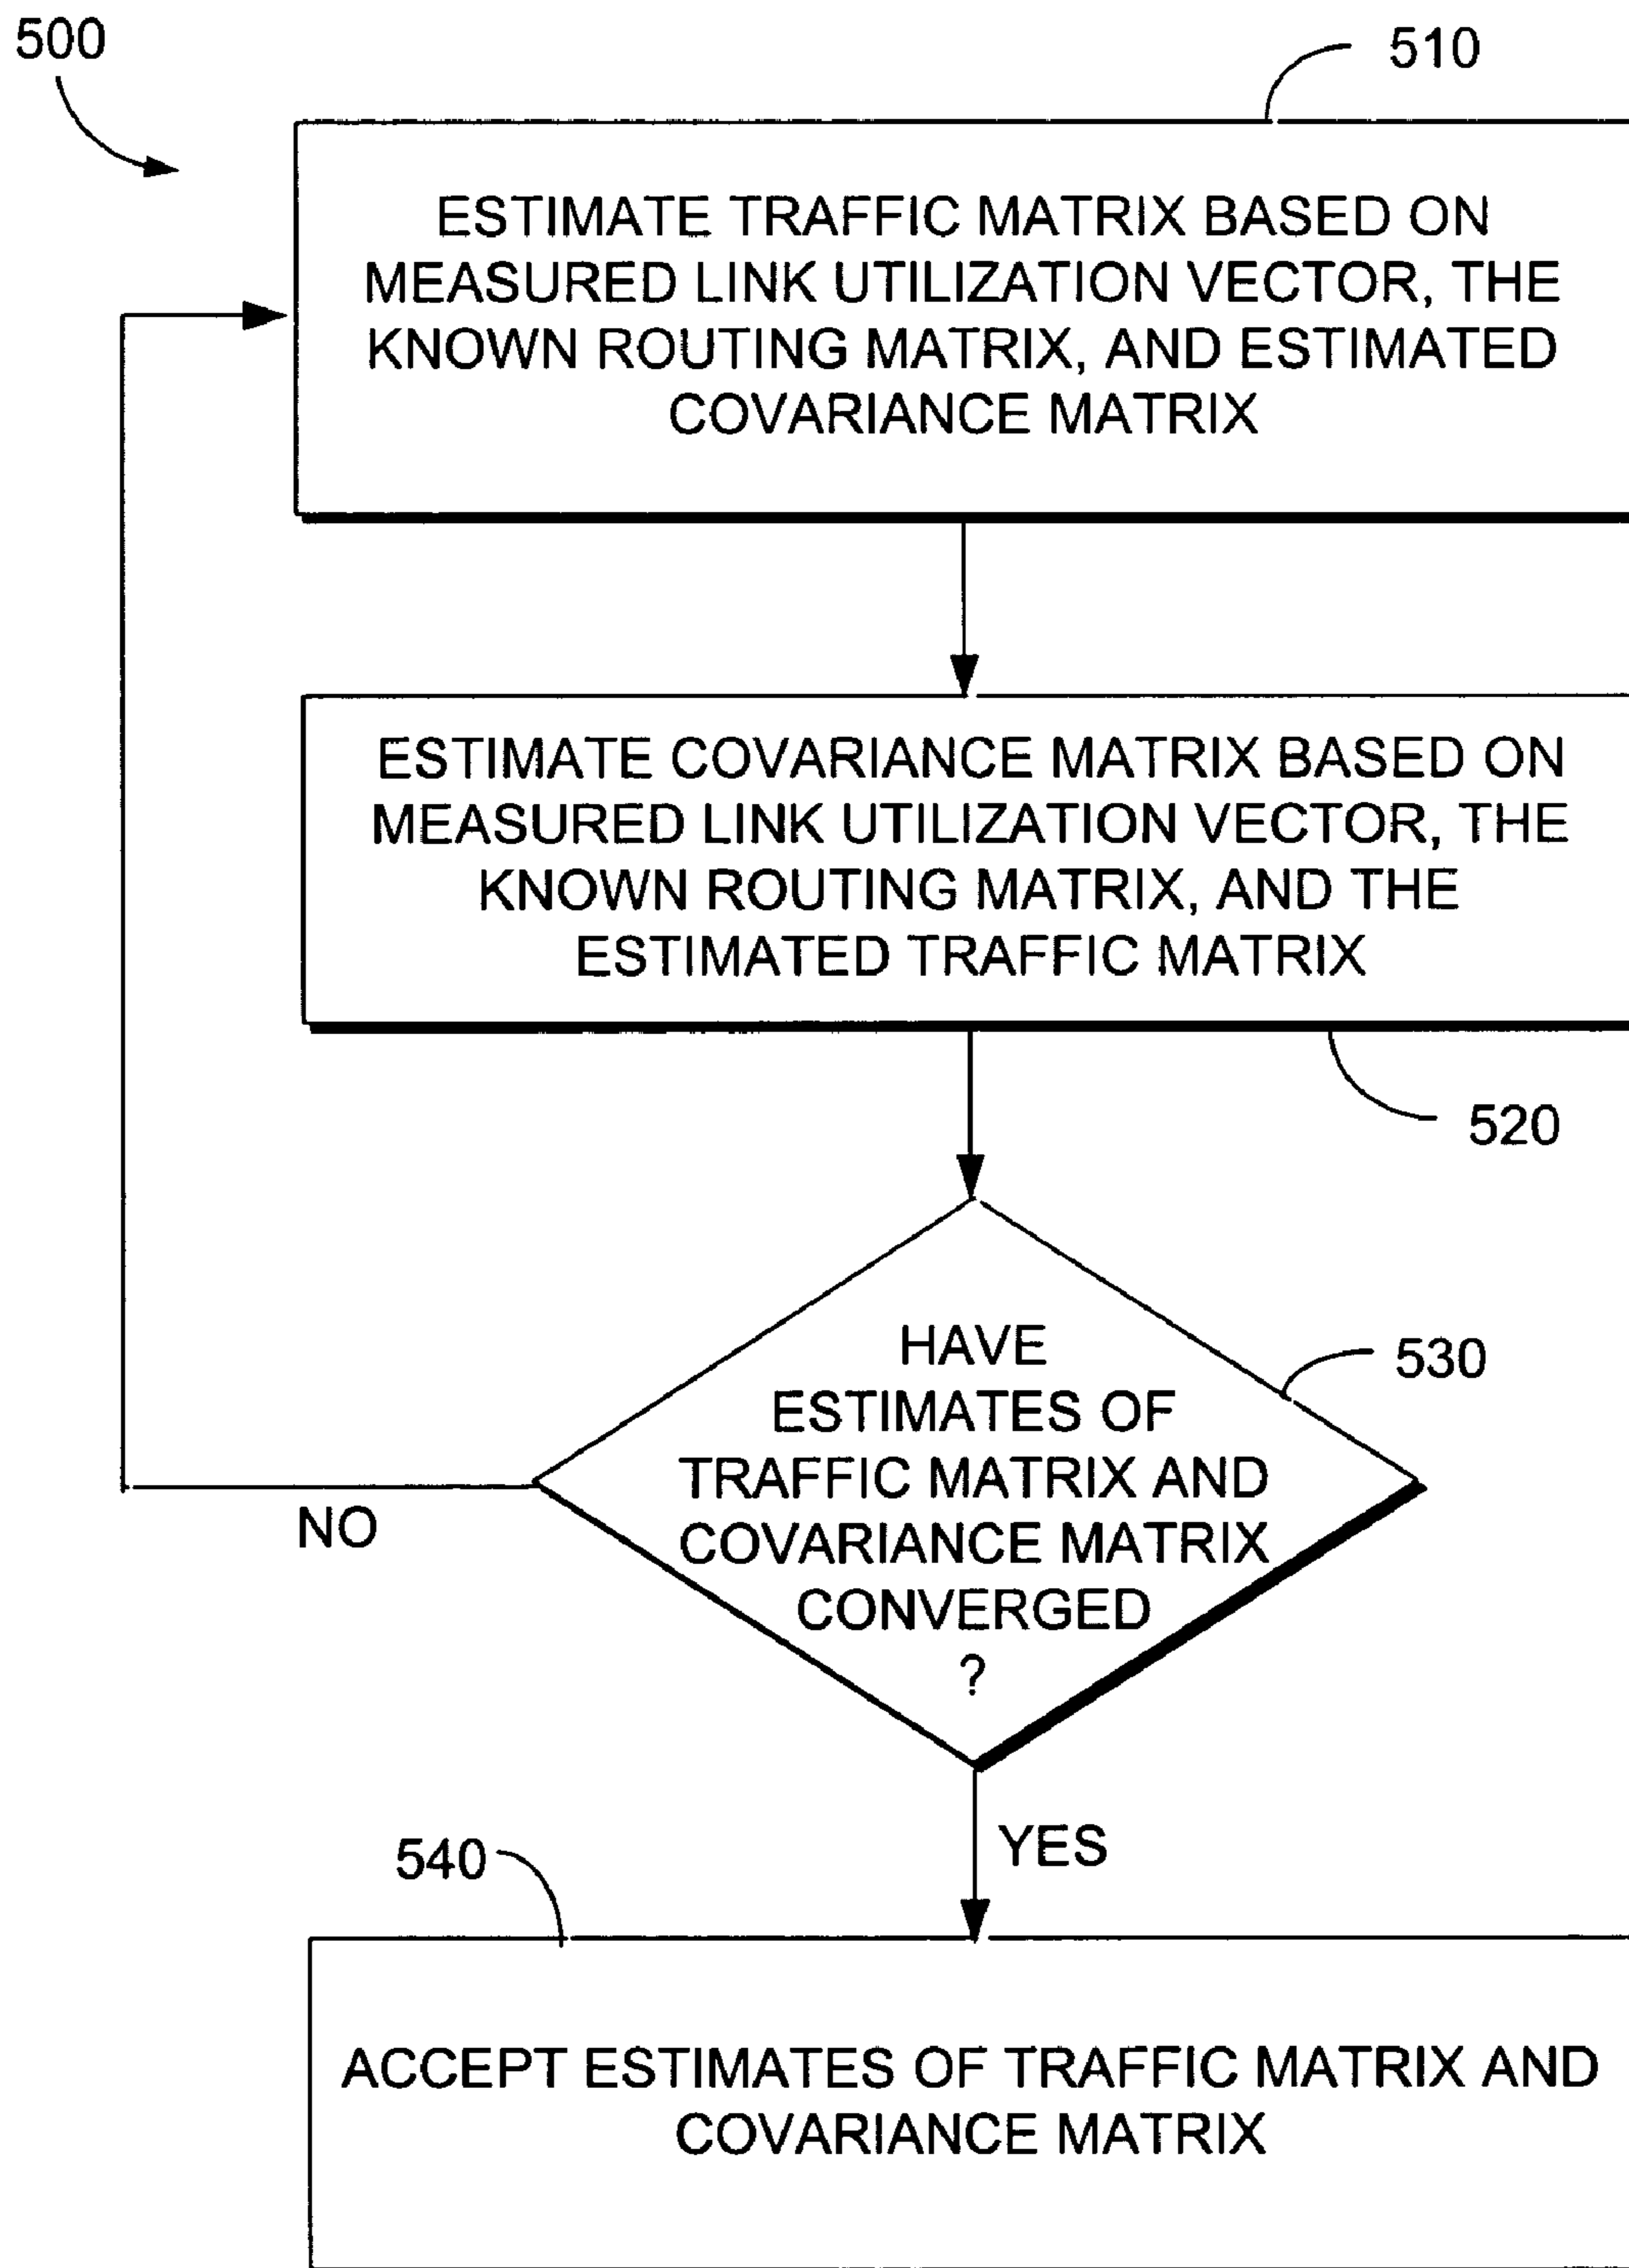 500
510
ESTIMATE TRAFFIC MATRIX BASED ON
MEASURED LINK UTILIZATION VECTOR, THE
KNOWN ROUTING MATRIX, AND ESTIMATED
COVARIANCE MATRIX
ESTIMATE COVARIANCE MATRIX BASED ON
MEASURED LINK UTILIZATION VECTOR, THE
KNOWN ROUTING MATRIX, AND THE
ESTIMATED TRAFFIC MATRIX
520
HAVE
ESTIMATES OF
TRAFFIC MATRIX AND
COVARIANCE MATRIX
CONVERGED
?
530
NO
YES
540
ACCEPT ESTIMATES OF TRAFFIC MATRIX AND
COVARIANCE MATRIX